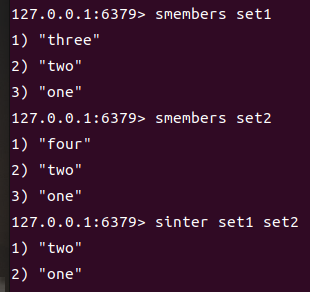 127.0.0.1:6379> smembers set1
1) "three"
2) "two"
3) "one"
127.0.0.1:6379> smembers set2
1) "four"
2) "two"
3) "one"
127.0.0.1:6379> sinter set1 set2
1) "two"
2) "one"